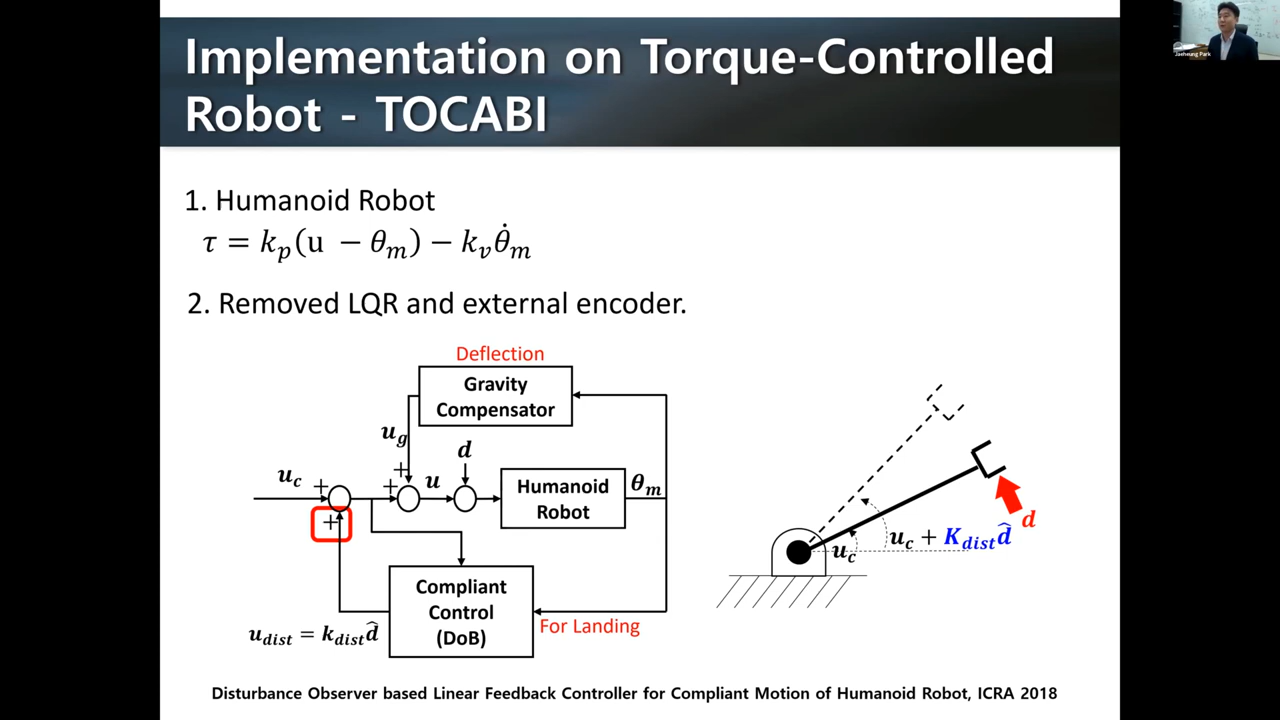 Implementation on Torque-Controlled
Robot - TOCABI
Jaeheung Park
1. Humanoid Robot
τ = k_p(u − θ_m) − k_v θ̇_m
2. Removed LQR and external encoder.
Deflection
Gravity
Compensator
u_g
d
u_c
+
+
+
u
Humanoid
Robot
θ_m
+
Compliant
Control
(DoB)
u_dist = k_dist d̂
For Landing
u_c
u_c + K_dist d̂
d
Disturbance Observer based Linear Feedback Controller for Compliant Motion of Humanoid Robot, ICRA 2018